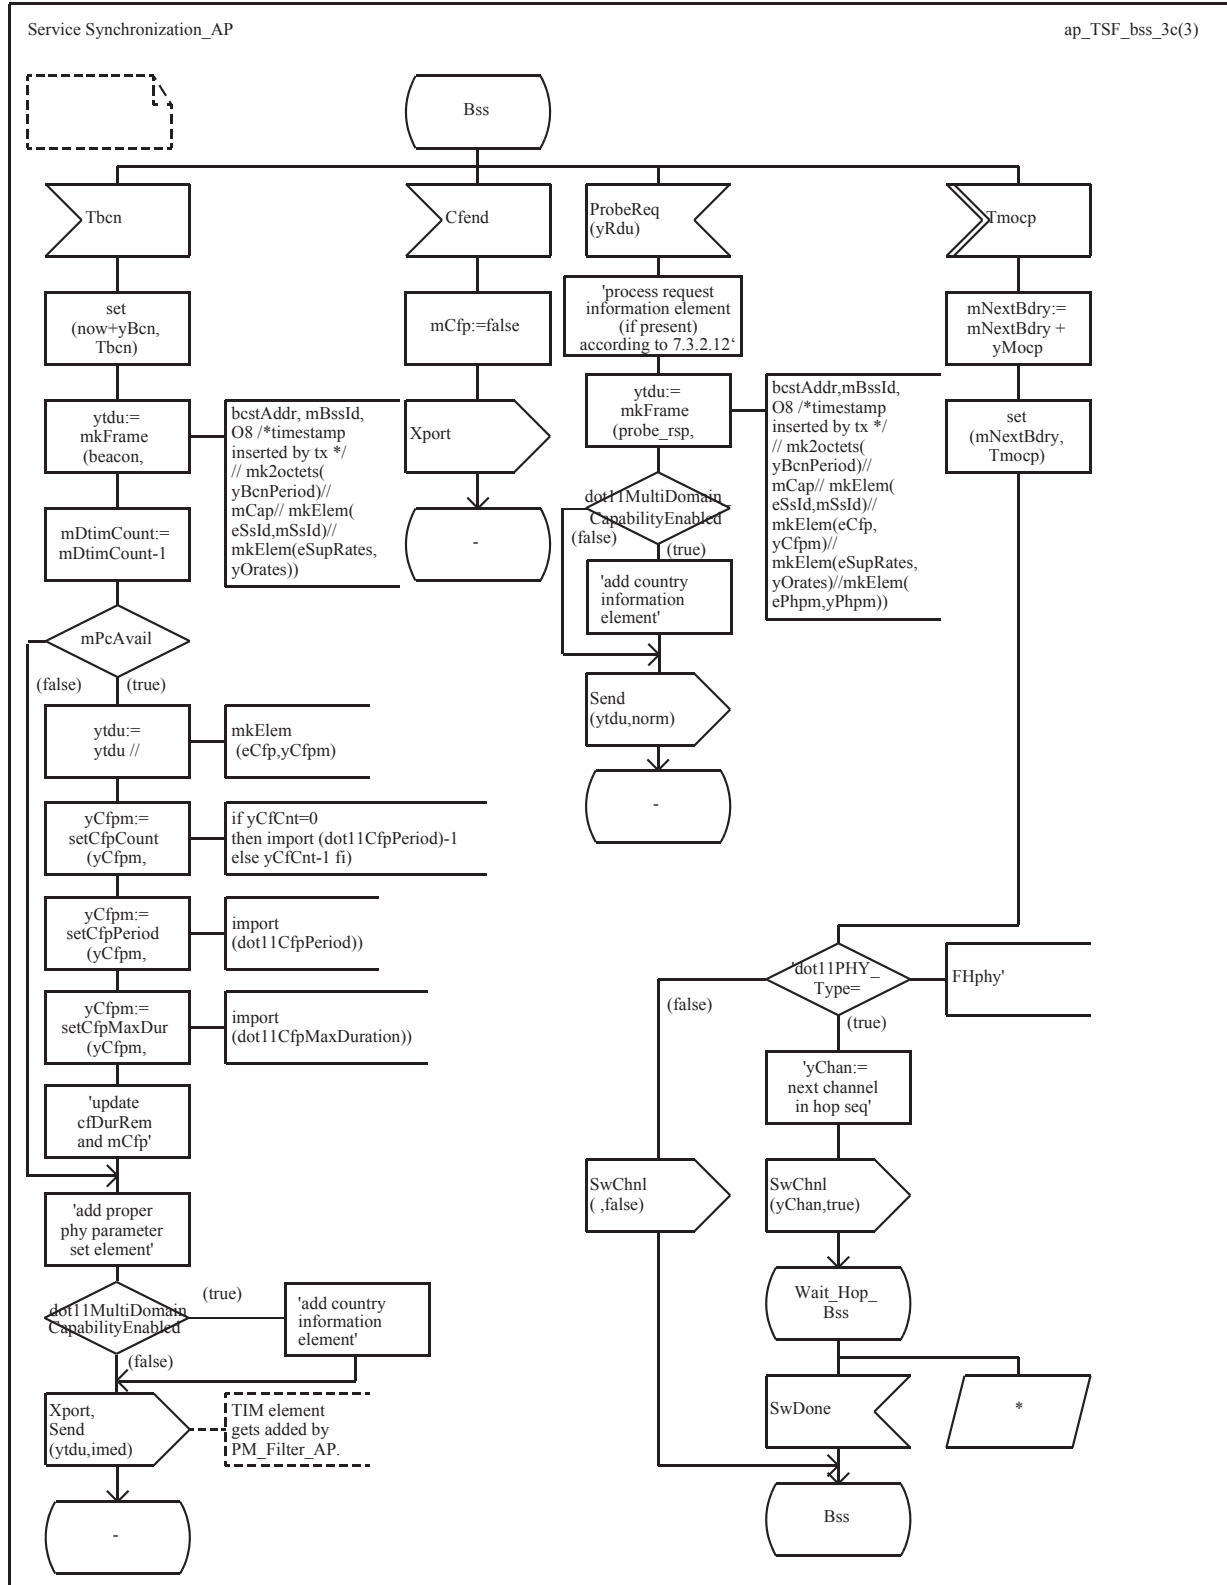 Service Synchronization_AP
ap_TSF_bss_3c(3)
Bss
Tbcn
set
(now+yBcn,
Tbcn)
ytdu:=
mkFrame
(beacon,
bcstAddr, mBssId,
O8 /*timestamp
inserted by tx */
// mk2octets(
yBcnPeriod)//
mCap// mkElem(
eSsId,mSsId)//
mkElem(eSupRates,
yOrates))
mDtimCount:=
mDtimCount-1
mPcAvail
(false)
(true)
ytdu:=
ytdu //
mkElem
(eCfp,yCfpm)
yCfpm:=
setCfpCount
(yCfpm,
if yCfCnt=0
then import (dot11CfpPeriod)-1
else yCfCnt-1 fi)
yCfpm:=
setCfpPeriod
(yCfpm,
import
(dot11CfpPeriod))
yCfpm:=
setCfpMaxDur
(yCfpm,
import
(dot11CfpMaxDuration))
'update
cfDurRem
and mCfp'
'add proper
phy parameter
set element'
dot11MultiDomain
CapabilityEnabled
(true)
'add country
information
element'
(false)
Xport,
Send
(ytdu,imed)
TIM element
gets added by
PM_Filter_AP.
-
Cfend
mCfp:=false
Xport
-
ProbeReq
(yRdu)
'process request
information element
(if present)
according to 7.3.2.12‘
ytdu:=
mkFrame
(probe_rsp,
bcstAddr,mBssId,
O8 /*timestamp
inserted by tx */
// mk2octets(
yBcnPeriod)//
mCap// mkElem(
eSsId,mSsId)//
mkElem(eCfp,
yCfpm)//
mkElem(eSupRates,
yOrates)//mkElem(
ePhpm,yPhpm))
dot11MultiDomain
CapabilityEnabled
(false)
(true)
'add country
information
element'
Send
(ytdu,norm)
-
Tmocp
mNextBdry:=
mNextBdry +
yMocp
set
(mNextBdry,
Tmocp)
'dot11PHY_
Type=
FHphy'
(false)
(true)
'yChan:=
next channel
in hop seq'
SwChnl
( ,false)
SwChnl
(yChan,true)
Wait_Hop_
Bss
SwDone
*
Bss